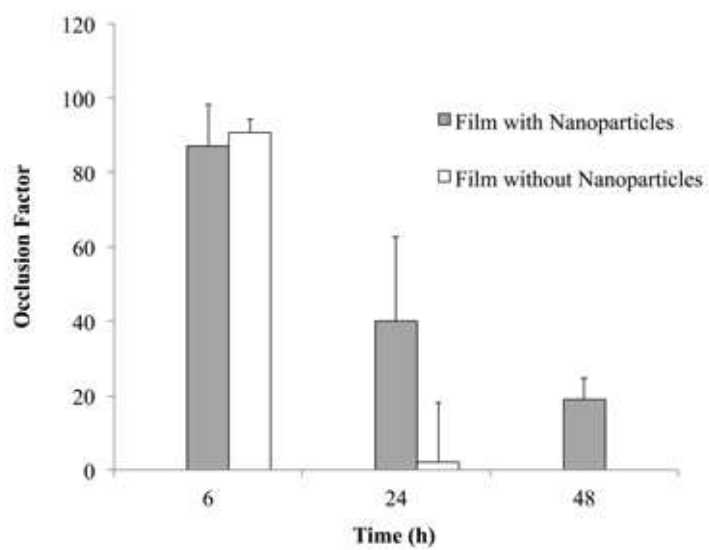 120
100
80
60
40
20
0
Occlusion Factor
Film with Nanoparticles
Film without Nanoparticles
6 24 48
Time (h)